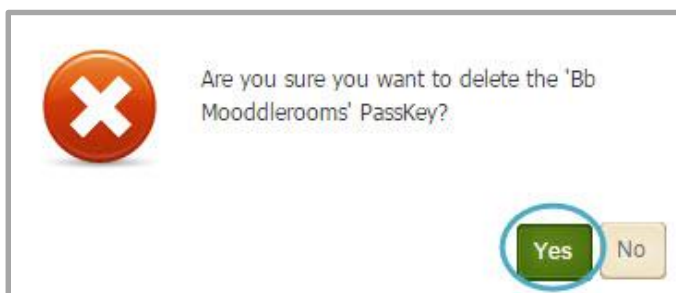 Are you sure you want to delete the 'Bb
Mooddlerooms' PassKey?
Yes No